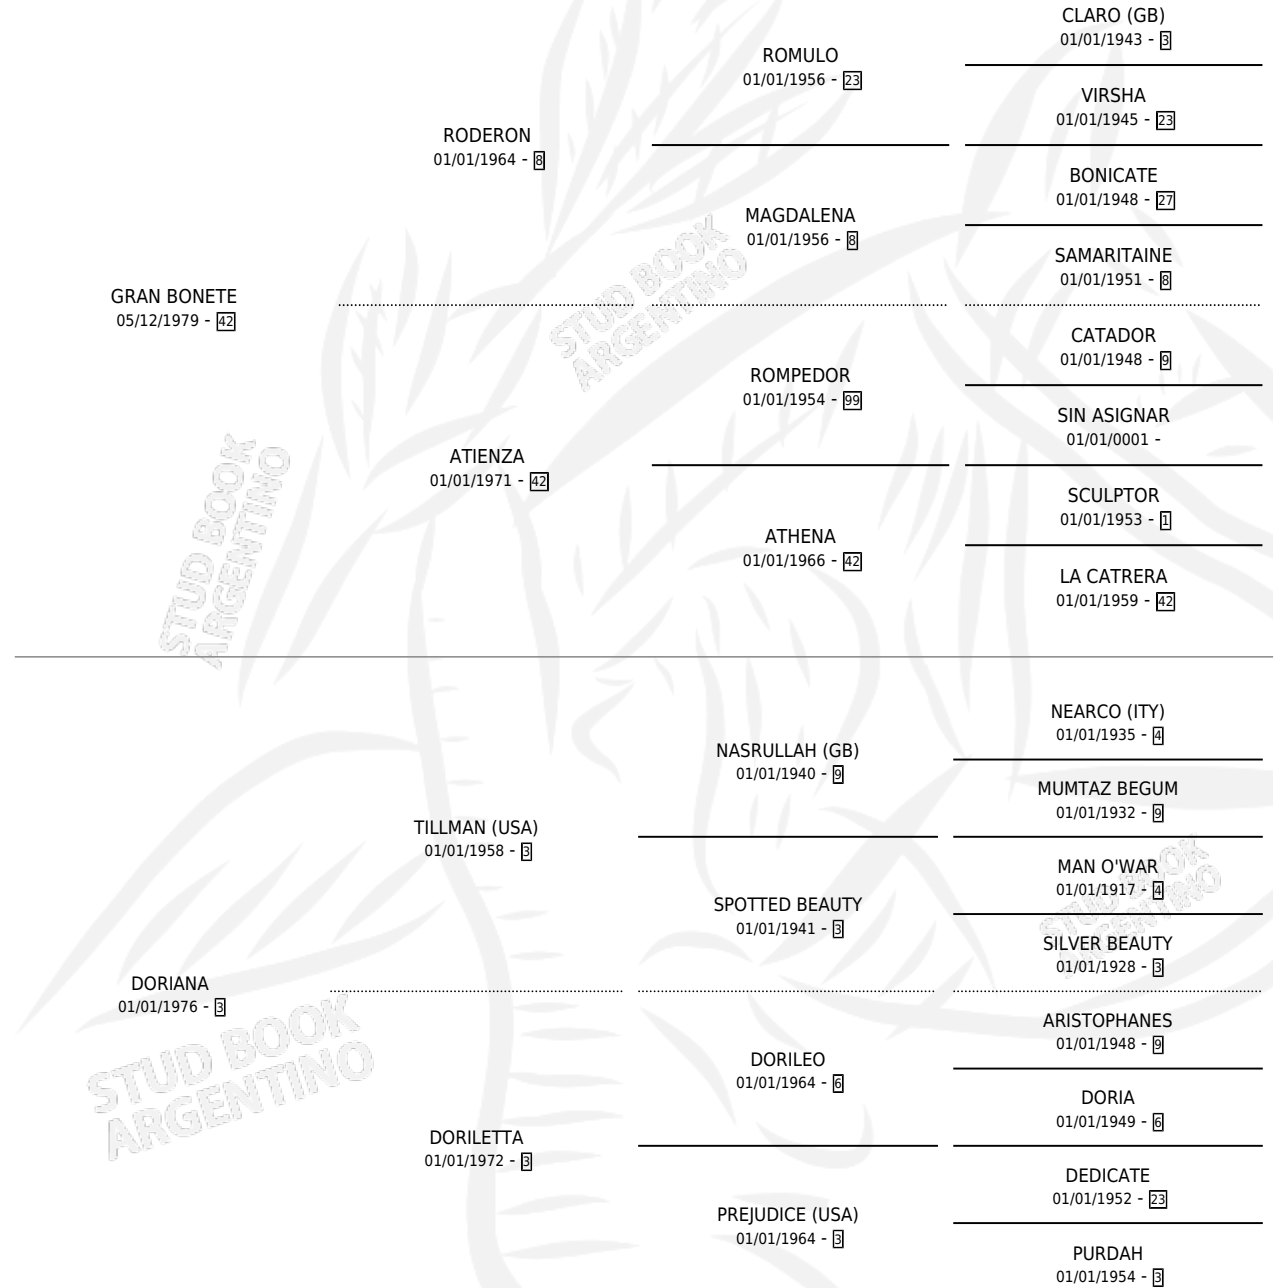 CLARO (GB)
01/01/1943 - 3
ROMULO
01/01/1956 - 23
VIRSHA
01/01/1945 - 23
RODERON
01/01/1964 - 8
BONICATE
01/01/1948 - 27
MAGDALENA
01/01/1956 - 8
SAMARITAINE
01/01/1951 - 8
GRAN BONETE
05/12/1979 - 42
CATADOR
01/01/1948 - 9
ROMPEDOR
01/01/1954 - 99
SIN ASIGNAR
01/01/0001 -
ATIENZA
01/01/1971 - 42
SCULPTOR
01/01/1953 - 1
ATHENA
01/01/1966 - 42
LA CATRERA
01/01/1959 - 42
STUD BOOK
ARGENTINO
STUD BOOK
ARGENTINO
NEARCO (ITY)
01/01/1935 - 4
NASRULLAH (GB)
01/01/1940 - 9
MUMTAZ BEGUM
01/01/1932 - 9
TILLMAN (USA)
01/01/1958 - 3
MAN O'WAR
01/01/1917 - 4
SPOTTED BEAUTY
01/01/1941 - 3
SILVER BEAUTY
01/01/1928 - 3
DORIANA
01/01/1976 - 3
ARISTOPHANES
01/01/1948 - 9
DORILEO
01/01/1964 - 6
DORIA
01/01/1949 - 6
DORILETTA
01/01/1972 - 3
DEDICATE
01/01/1952 - 23
PREJUDICE (USA)
01/01/1964 - 3
PURDAH
01/01/1954 - 3
STUD BOOK
ARGENTINO
STUD BOOK
ARGENTINO